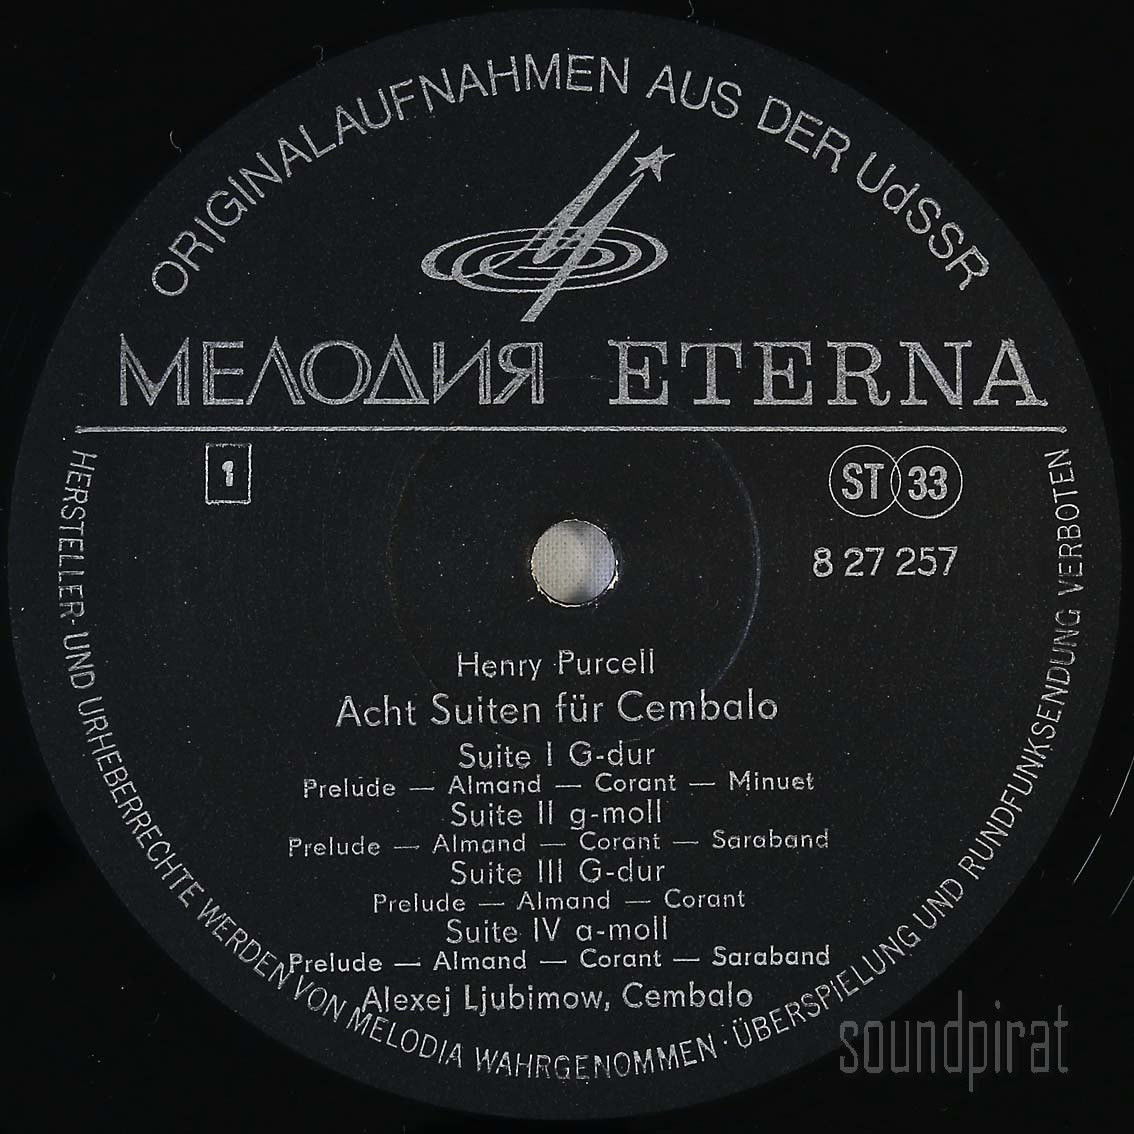 ORIGINALAUFNAHMEN AUS DER UdSSR
МЕЛОДИЯ ETERNA
1
ST 33
8 27 257
Henry Purcell
Acht Suiten für Cembalo
Suite I G-dur
Prelude — Almand — Corant — Minuet
Suite II g-moll
Prelude — Almand — Corant — Saraband
Suite III G-dur
Prelude — Almand — Corant
Suite IV a-moll
Prelude — Almand — Corant — Saraband
Alexej Ljubimow, Cembalo
HERSTELLER- UND URHEBERRECHTE WERDEN VON MELODIA WAHRGENOMMEN · ÜBERSPIELUNG UND RUNDFUNKSENDUNG VERBOTEN
soundpirat